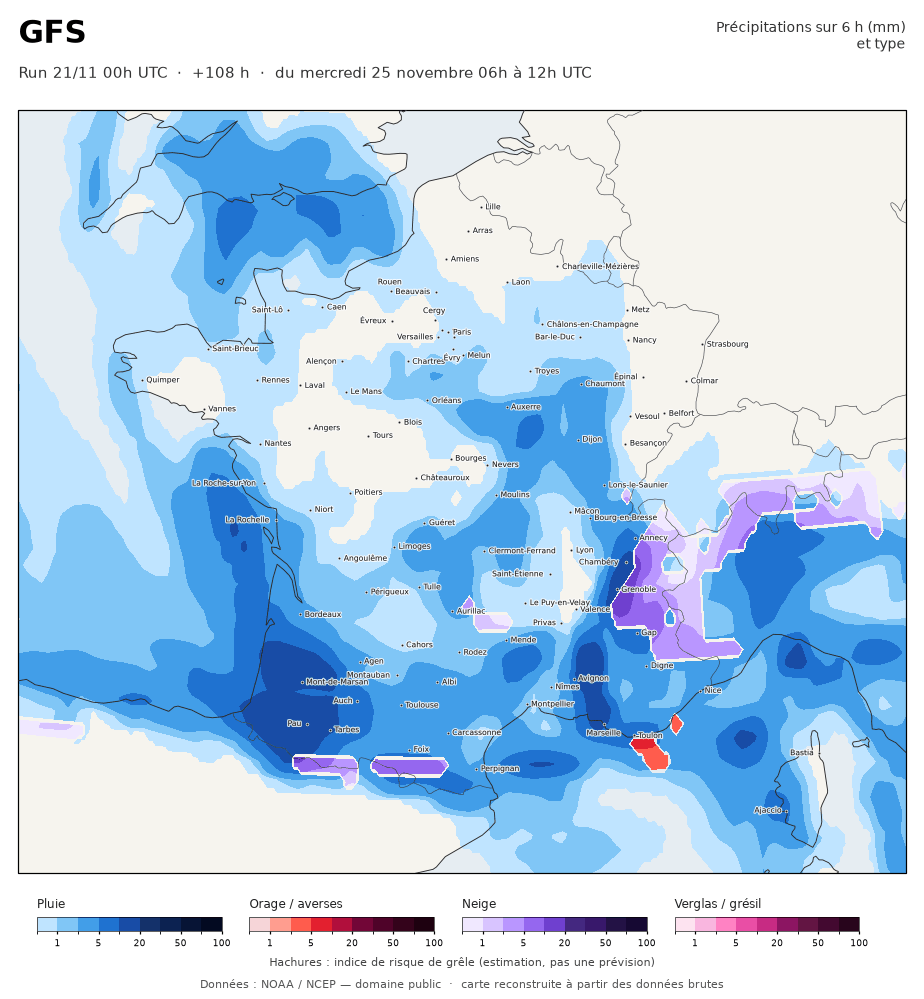 GFS
Précipitations sur 6 h (mm)
et type
Run 21/11 00h UTC · +108 h · du mercredi 25 novembre 06h à 12h UTC
Lille
Arras
Amiens
Charleville-Mézières
Rouen
Laon
Beauvais
Saint-Lô
Caen
Cergy
Metz
Évreux
Châlons-en-Champagne
Paris
Versailles
Bar-le-Duc
Nancy
Strasbourg
Saint-Brieuc
Évry
Melun
Alençon
Chartres
Troyes
Épinal
Quimper
Rennes
Laval
Chaumont
Colmar
Le Mans
Orléans
Vannes
Auxerre
Belfort
Vesoul
Blois
Angers
Tours
Dijon
Nantes
Besançon
Bourges
Nevers
Châteauroux
La Roche-sur-Yon
Lons-le-Saunier
Poitiers
Moulins
Niort
Mâcon
La Rochelle
Guéret
Bourg-en-Bresse
Annecy
Limoges
Clermont-Ferrand
Lyon
Angoulême
Chambéry
Saint-Étienne
Tulle
Périgueux
Grenoble
Le Puy-en-Velay
Bordeaux
Aurillac
Valence
Privas
Gap
Mende
Cahors
Rodez
Agen
Digne
Montauban
Mont-de-Marsan
Albi
Avignon
Nîmes
Nice
Auch
Toulouse
Montpellier
Pau
Tarbes
Carcassonne
Marseille
Toulon
Foix
Bastia
Perpignan
Ajaccio
Pluie
Orage / averses
Neige
Verglas / grésil
1 5 20 50 100
1 5 20 50 100
1 5 20 50 100
1 5 20 50 100
Hachures : indice de risque de grêle (estimation, pas une prévision)
Données : NOAA / NCEP — domaine public · carte reconstruite à partir des données brutes